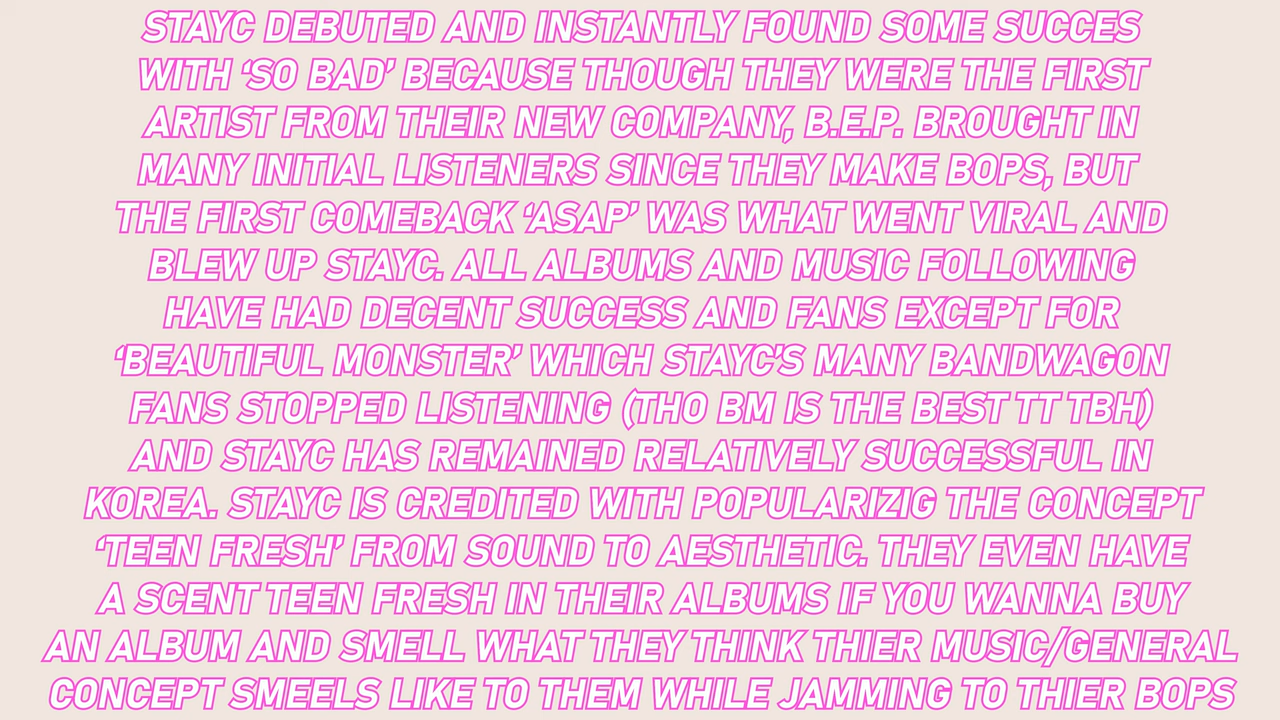 STAYC DEBUTED AND INSTANTLY FOUND SOME SUCCES
WITH ‘SO BAD’ BECAUSE THOUGH THEY WERE THE FIRST
ARTIST FROM THEIR NEW COMPANY, B.E.P. BROUGHT IN
MANY INITIAL LISTENERS SINCE THEY MAKE BOPS, BUT
THE FIRST COMEBACK ‘ASAP’ WAS WHAT WENT VIRAL AND
BLEW UP STAYC. ALL ALBUMS AND MUSIC FOLLOWING
HAVE HAD DECENT SUCCESS AND FANS EXCEPT FOR
‘BEAUTIFUL MONSTER’ WHICH STAYC’S MANY BANDWAGON
FANS STOPPED LISTENING (THO BM IS THE BEST TT TBH)
AND STAYC HAS REMAINED RELATIVELY SUCCESSFUL IN
KOREA. STAYC IS CREDITED WITH POPULARIZIG THE CONCEPT
‘TEEN FRESH’ FROM SOUND TO AESTHETIC. THEY EVEN HAVE
A SCENT TEEN FRESH IN THEIR ALBUMS IF YOU WANNA BUY
AN ALBUM AND SMELL WHAT THEY THINK THIER MUSIC/GENERAL
CONCEPT SMEELS LIKE TO THEM WHILE JAMMING TO THIER BOPS